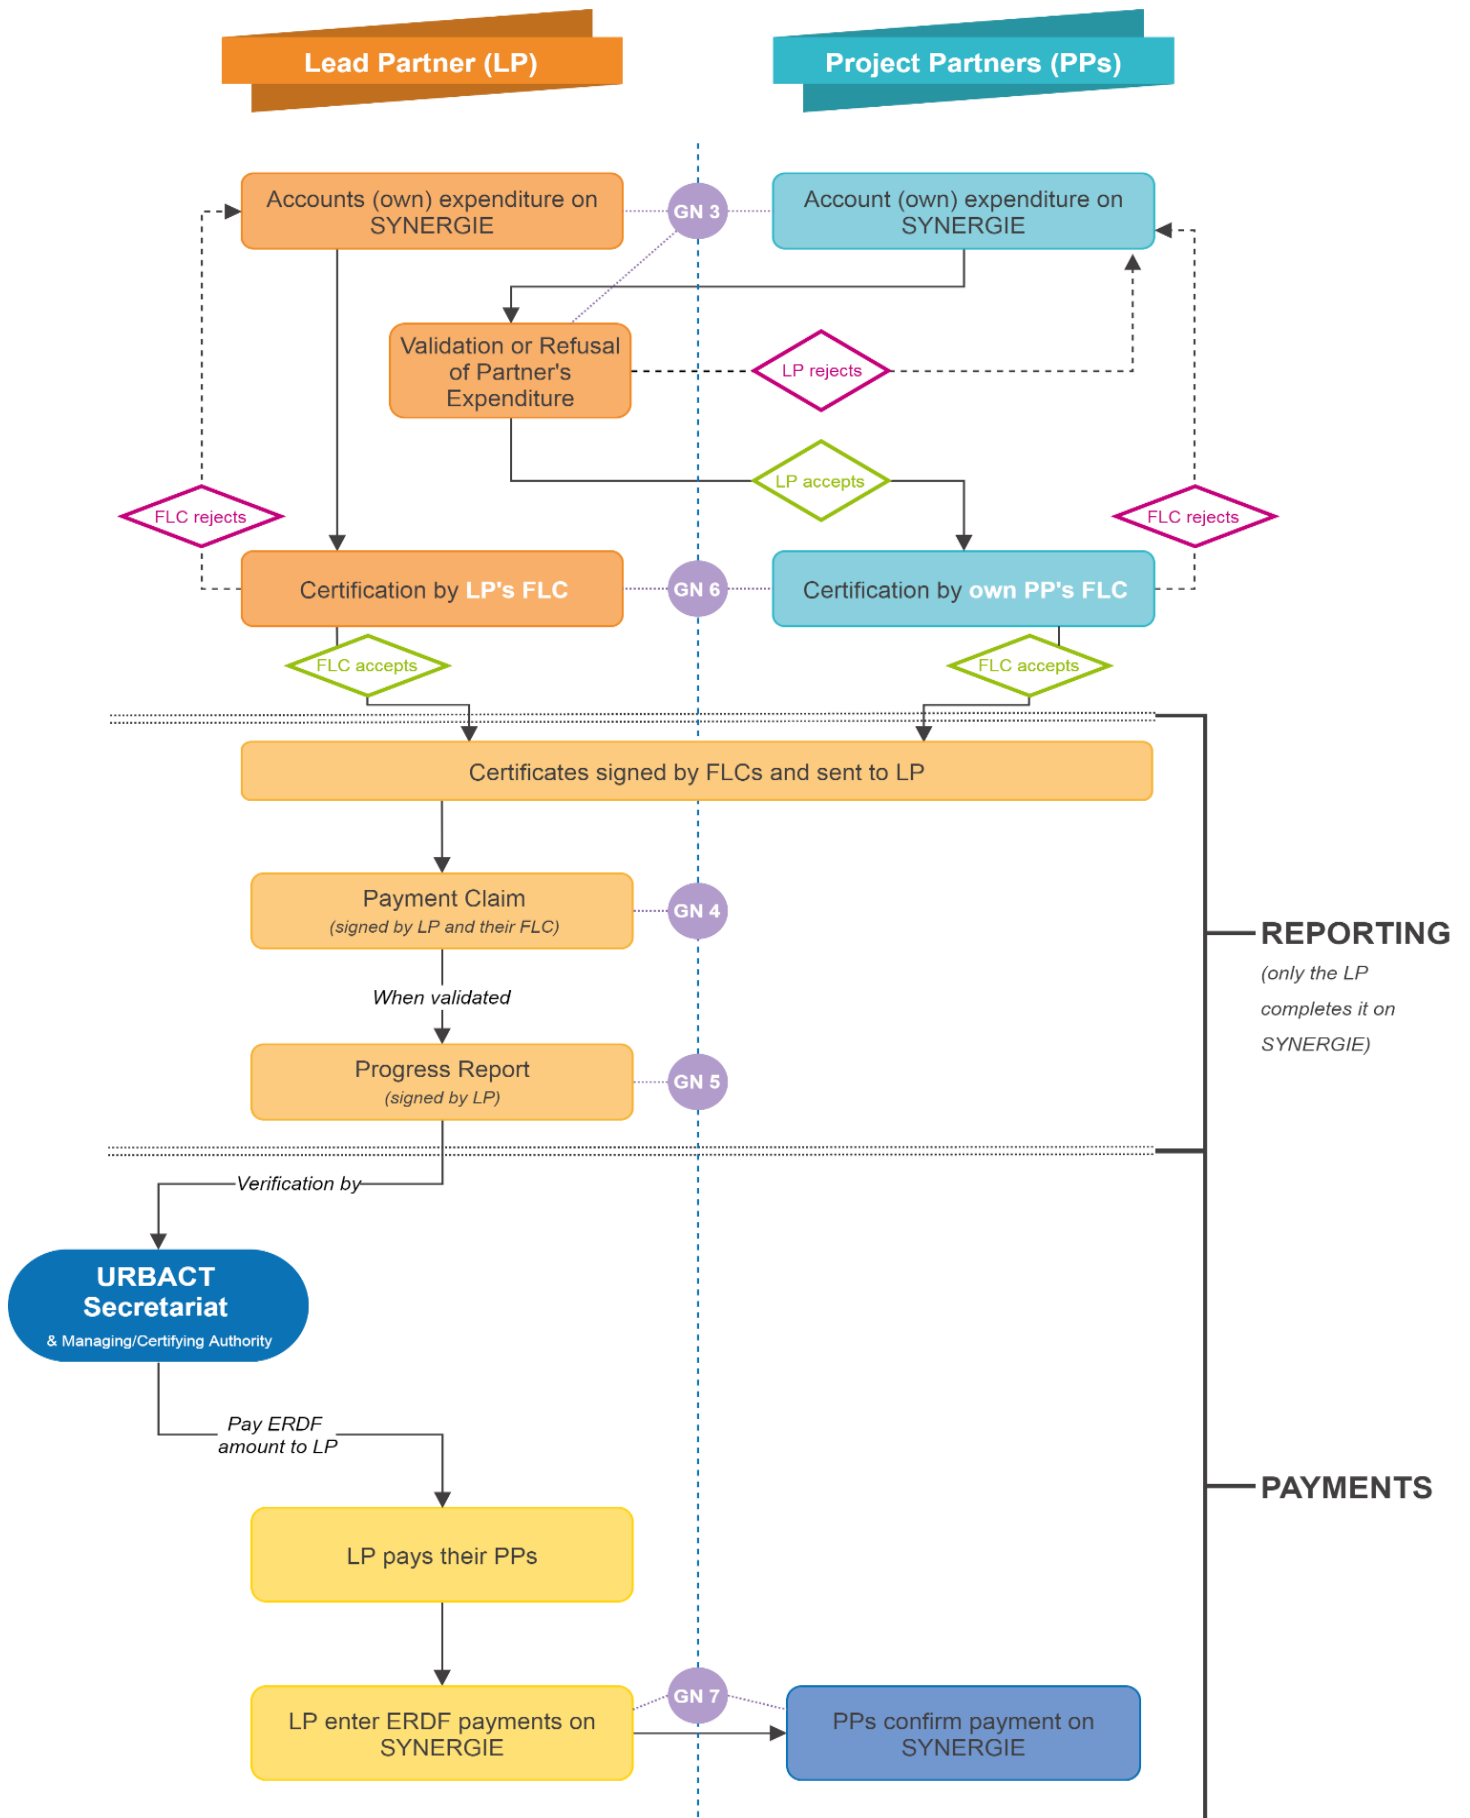 Lead Partner (LP)
Project Partners (PPs)
Accounts (own) expenditure on
SYNERGIE
GN 3
Account (own) expenditure on
SYNERGIE
Validation or Refusal
of Partner's
Expenditure
LP rejects
LP accepts
FLC rejects
FLC rejects
Certification by LP's FLC
GN 6
Certification by own PP's FLC
FLC accepts
FLC accepts
Certificates signed by FLCs and sent to LP
Payment Claim
(signed by LP and their FLC)
GN 4
REPORTING
(only the LP
completes it on
SYNERGIE)
When validated
Progress Report
(signed by LP)
GN 5
Verification by
URBACT
Secretariat
& Managing/Certifying Authority
Pay ERDF
amount to LP
PAYMENTS
LP pays their PPs
LP enter ERDF payments on
SYNERGIE
GN 7
PPs confirm payment on
SYNERGIE